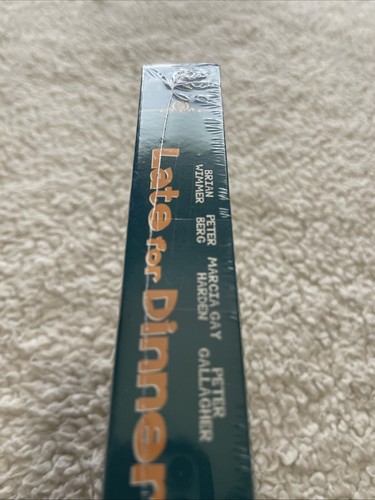 Late for Dinner
BRIAN
WIMMER
PETER
BERG
MARCIA GAY
HARDEN
PETER
GALLAGHER